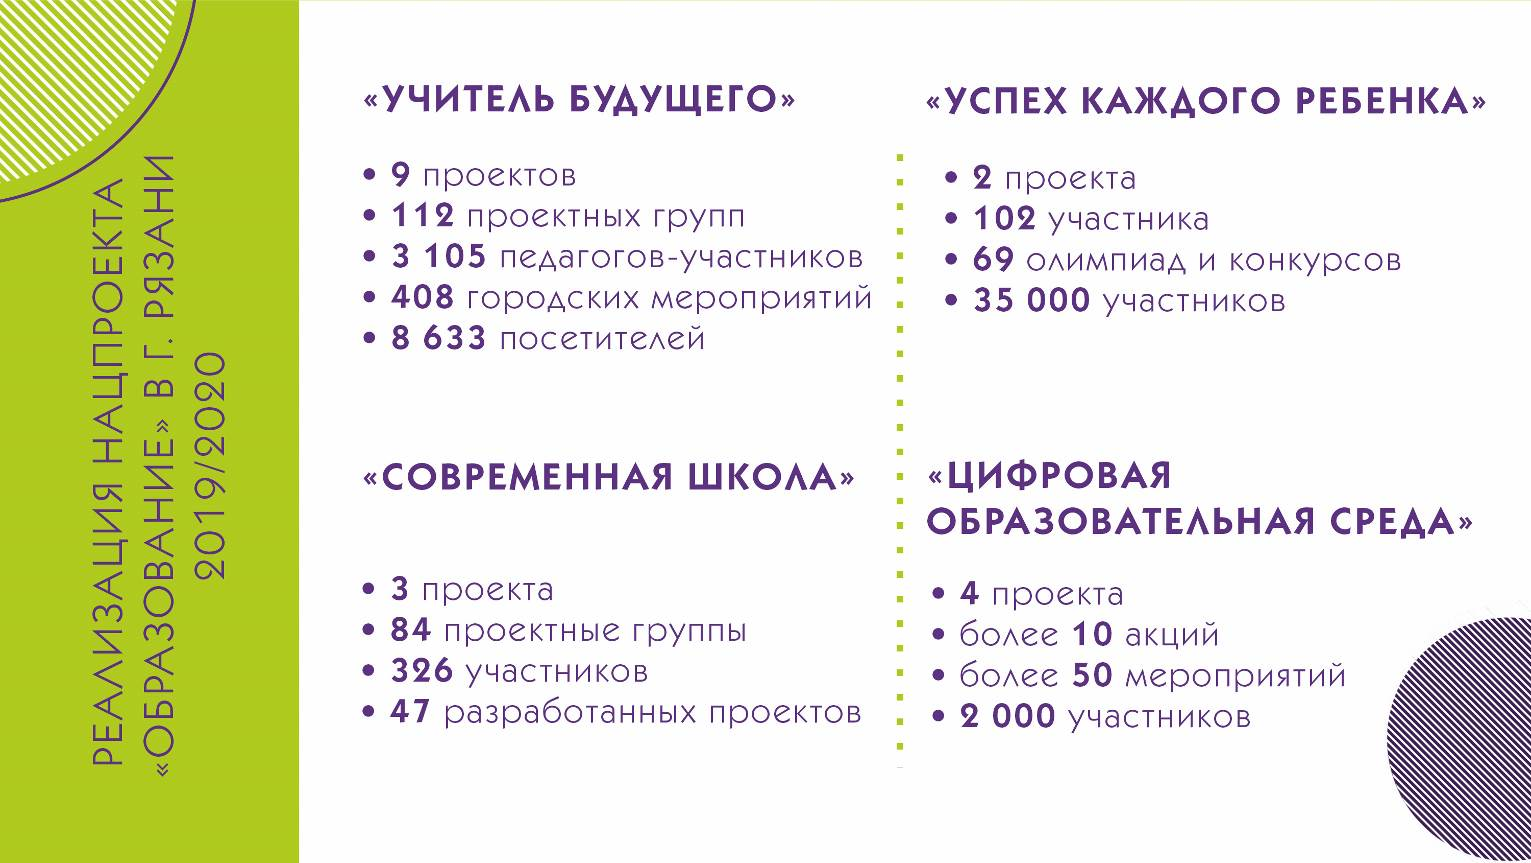 РЕАЛИЗАЦИЯ НАЦПРОЕКТА
«ОБРАЗОВАНИЕ» В Г. РЯЗАНИ
2019/2020
«УЧИТЕЛЬ БУДУЩЕГО»
• 9 проектов
• 112 проектных групп
• 3 105 педагогов-участников
• 408 городских мероприятий
• 8 633 посетителей
«УСПЕХ КАЖДОГО РЕБЕНКА»
• 2 проекта
• 102 участника
• 69 олимпиад и конкурсов
• 35 000 участников
«СОВРЕМЕННАЯ ШКОЛА»
• 3 проекта
• 84 проектные группы
• 326 участников
• 47 разработанных проектов
«ЦИФРОВАЯ
ОБРАЗОВАТЕЛЬНАЯ СРЕДА»
• 4 проекта
• более 10 акций
• более 50 мероприятий
• 2 000 участников